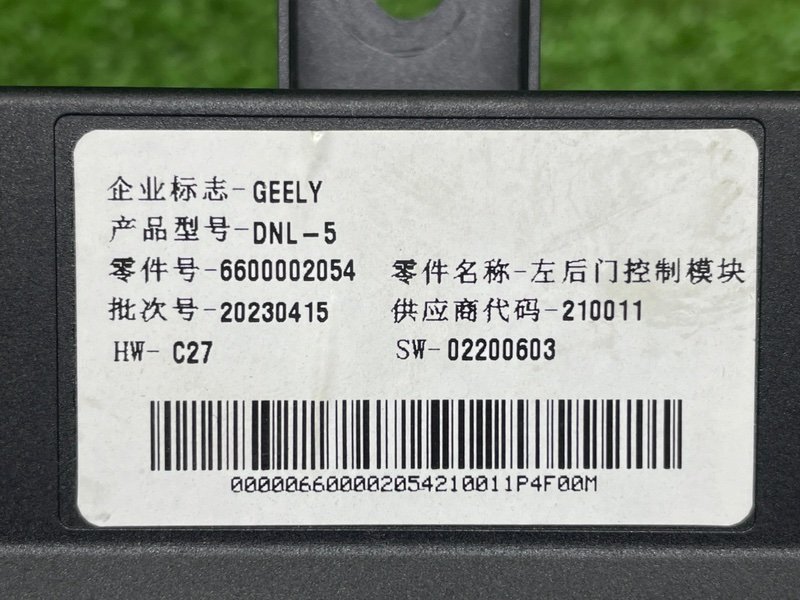 企业标志-GEELY
产品型号-DNL-5
零件号-6600002054 零件名称-左后门控制模块
批次号-20230415 供应商代码-210011
HW-C27 SW-02200603
000006600002054210011P4F00M